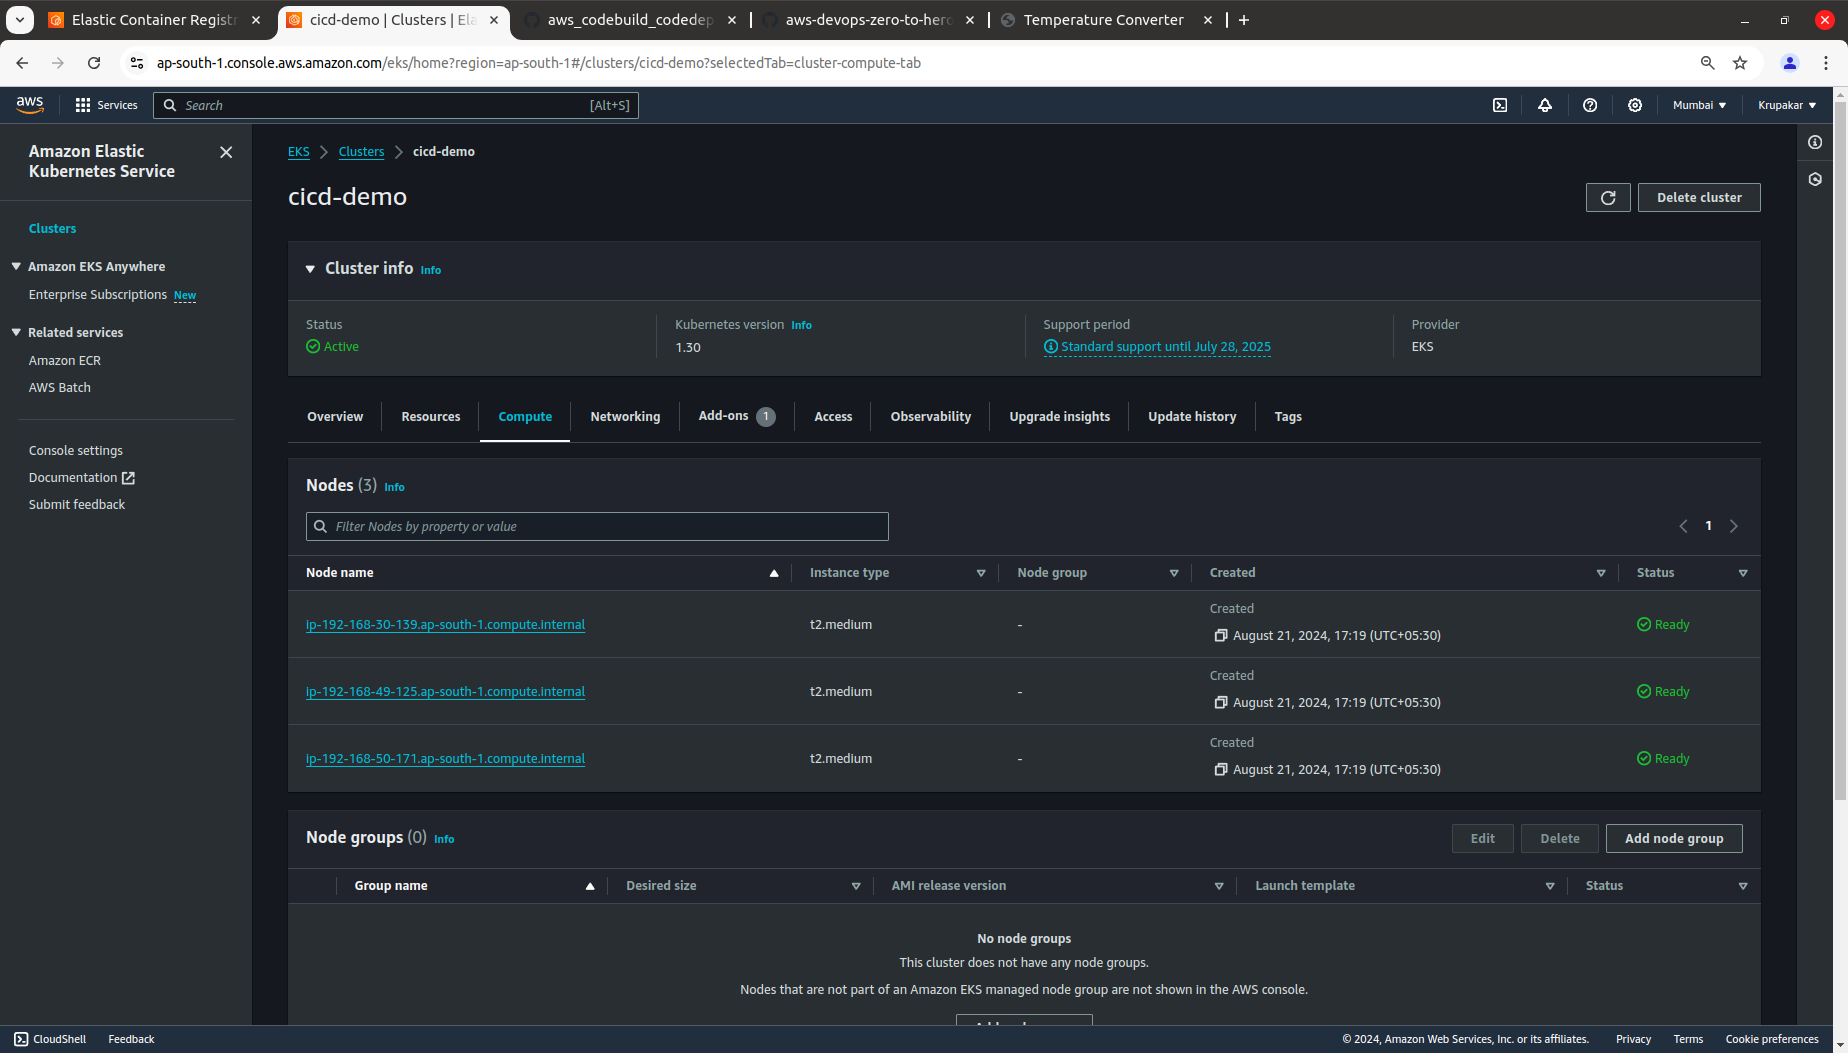 Elastic Container Registr
cicd-demo | Clusters | Ela
aws_codebuild_codedep
aws-devops-zero-to-hero
Temperature Converter
ap-south-1.console.aws.amazon.com/eks/home?region=ap-south-1#/clusters/cicd-demo?selectedTab=cluster-compute-tab
aws
Services
Search
[Alt+S]
Mumbai
Krupakar
Amazon Elastic
Kubernetes Service
Clusters
Amazon EKS Anywhere
Enterprise Subscriptions New
Related services
Amazon ECR
AWS Batch
Console settings
Documentation
Submit feedback
EKS > Clusters > cicd-demo
cicd-demo
Delete cluster
Cluster info Info
Status
Active
Kubernetes version Info
1.30
Support period
Standard support until July 28, 2025
Provider
EKS
Overview
Resources
Compute
Networking
Add-ons 1
Access
Observability
Upgrade insights
Update history
Tags
Nodes (3) Info
Filter Nodes by property or value
1
Node name
Instance type
Node group
Created
Status
ip-192-168-30-139.ap-south-1.compute.internal
t2.medium
-
Created
August 21, 2024, 17:19 (UTC+05:30)
Ready
ip-192-168-49-125.ap-south-1.compute.internal
t2.medium
-
Created
August 21, 2024, 17:19 (UTC+05:30)
Ready
ip-192-168-50-171.ap-south-1.compute.internal
t2.medium
-
Created
August 21, 2024, 17:19 (UTC+05:30)
Ready
Node groups (0) Info
Edit
Delete
Add node group
Group name
Desired size
AMI release version
Launch template
Status
No node groups
This cluster does not have any node groups.
Nodes that are not part of an Amazon EKS managed node group are not shown in the AWS console.
CloudShell
Feedback
© 2024, Amazon Web Services, Inc. or its affiliates.
Privacy
Terms
Cookie preferences